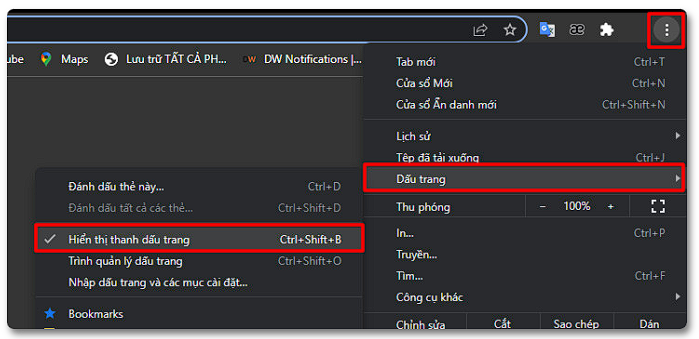 ube Maps Lưu trữ TẤT CẢ PH... DW Notifications |...
Tab mới Ctrl+T
Cửa sổ Mới Ctrl+N
Cửa sổ Ẩn danh mới Ctrl+Shift+N
Lịch sử
Tệp đã tải xuống Ctrl+J
Dấu trang
Thu phóng − 100% +
In... Ctrl+P
Truyền...
Tìm... Ctrl+F
Công cụ khác
Chỉnh sửa Cắt Sao chép Dán
Đánh dấu thẻ này... Ctrl+D
Đánh dấu tất cả các thẻ... Ctrl+Shift+D
Hiển thị thanh dấu trang Ctrl+Shift+B
Trình quản lý dấu trang Ctrl+Shift+O
Nhập dấu trang và các mục cài đặt...
Bookmarks